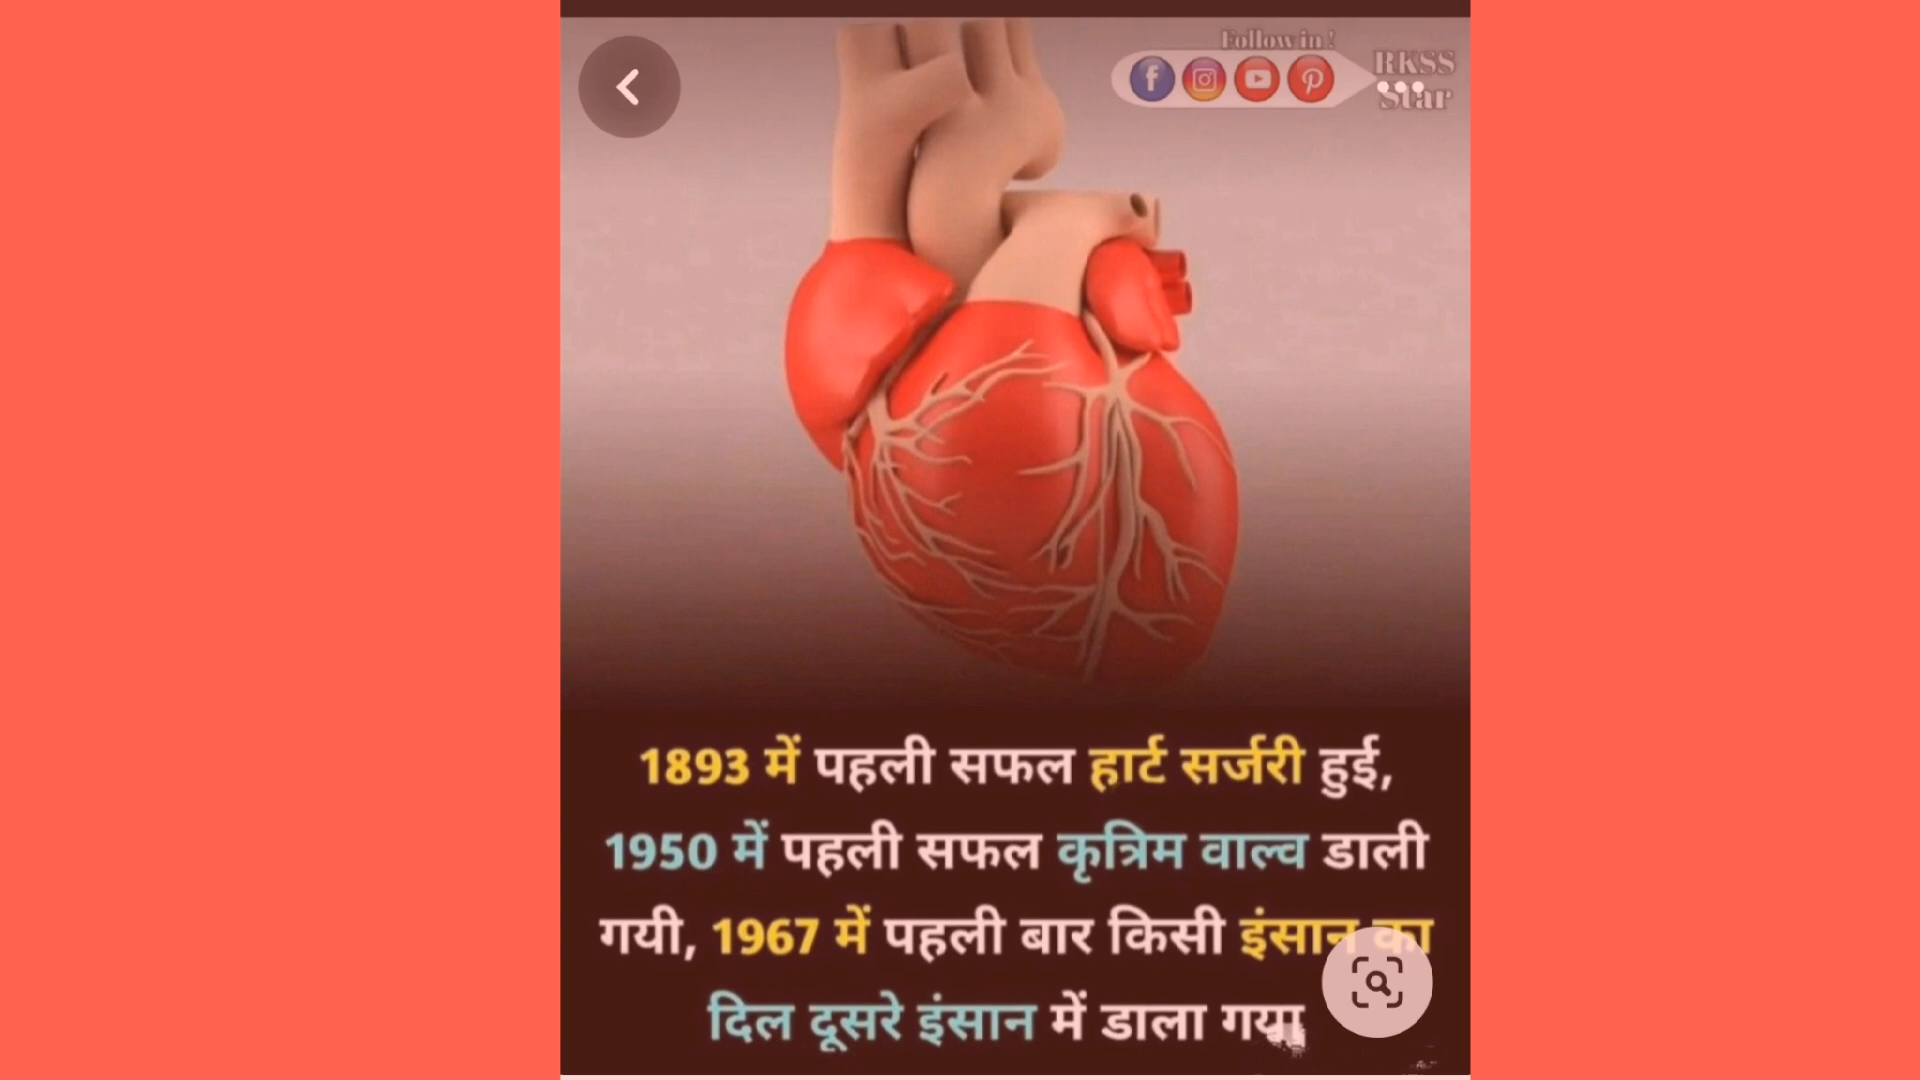 Follow in !
RKSS
Star
1893 में पहली सफल हार्ट सर्जरी हुई,
1950 में पहली सफल कृत्रिम वाल्व डाली
गयी, 1967 में पहली बार किसी इंसान का
दिल दूसरे इंसान में डाला गया